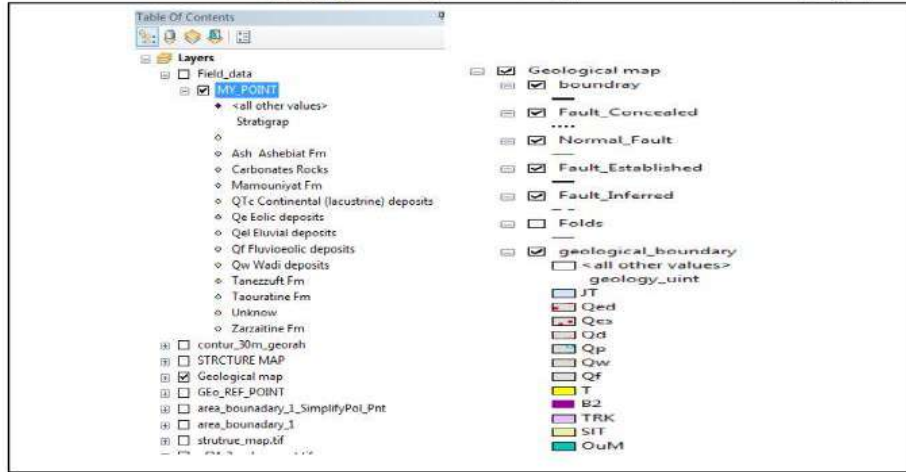 Table Of Contents
Layers
Field_data
MY_POINT
<all other values>
Stratigrap
Ash_Ashebiat Fm
Carbonates Rocks
Mamouniyat Fm
QTc Continental (lacustrine) deposits
Qe Eolic deposits
Qel Eluvial deposits
Qf Fluvioeolic deposits
Qw Wadi deposits
Tanezzuft Fm
Taouratine Fm
Unknow
Zarzaitine Fm
contur_30m_georah
STRCTURE MAP
Geological map
GEo_REF_POINT
area_bounadary_1_SimplifyPol_Pnt
area_bounadary_1
strutrue_map.tif
Geological map
boundray
Fault_Concealed
Normal_Fault
Fault_Established
Fault_Inferred
Folds
geological_boundary
<all other values>
geology_uint
JT
Qed
Qes
Qd
Qp
Qw
Qf
T
B2
TRK
SIT
OuM